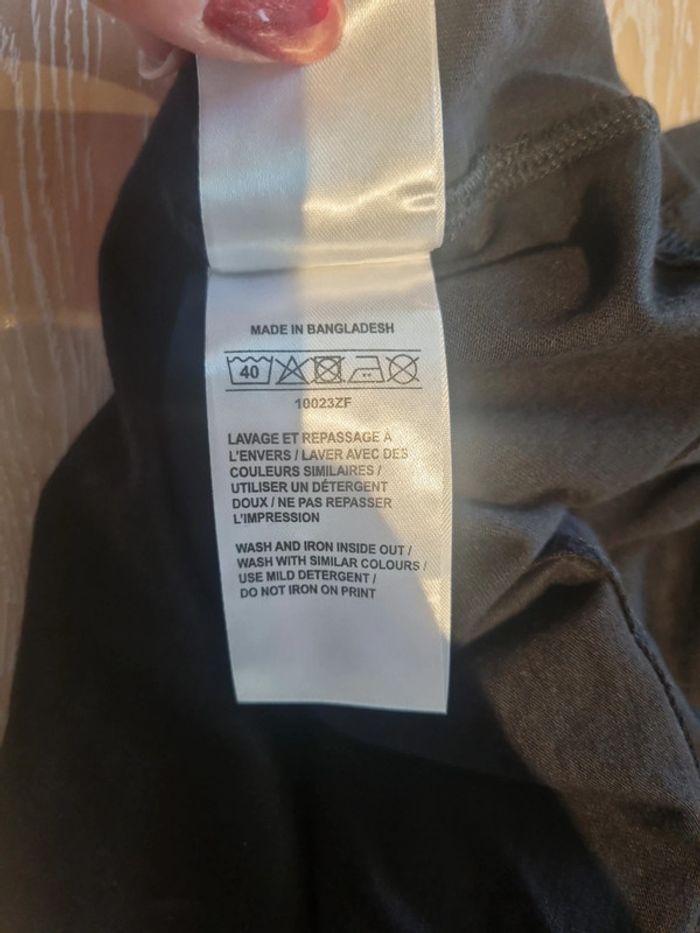 MADE IN BANGLADESH
40
10023ZF
LAVAGE ET REPASSAGE À
L'ENVERS / LAVER AVEC DES
COULEURS SIMILAIRES /
UTILISER UN DÉTERGENT
DOUX / NE PAS REPASSER
L'IMPRESSION
WASH AND IRON INSIDE OUT /
WASH WITH SIMILAR COLOURS /
USE MILD DETERGENT /
DO NOT IRON ON PRINT